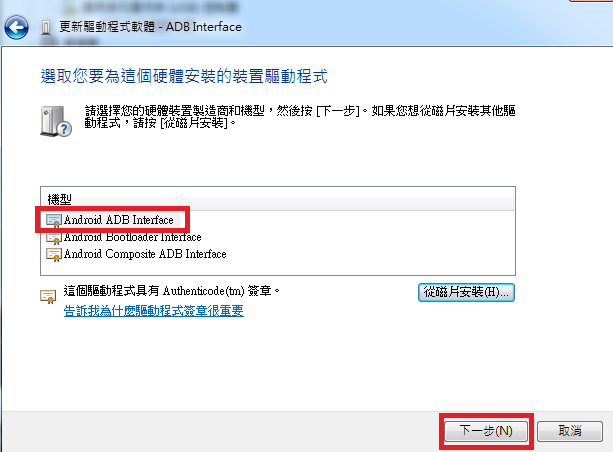 更新驅動程式軟體 - ADB Interface
選取您要為這個硬體安裝的裝置驅動程式
請選擇您的硬體裝置製造商和機型，然後按 [下一步]。如果您想從磁片安裝其他驅
動程式，請按 [從磁片安裝]。
機型
Android ADB Interface
Android Bootloader Interface
Android Composite ADB Interface
這個驅動程式具有 Authenticode(tm) 簽章。
從磁片安裝(H)...
告訴我為什麼驅動程式簽章很重要
下一步(N)
取消